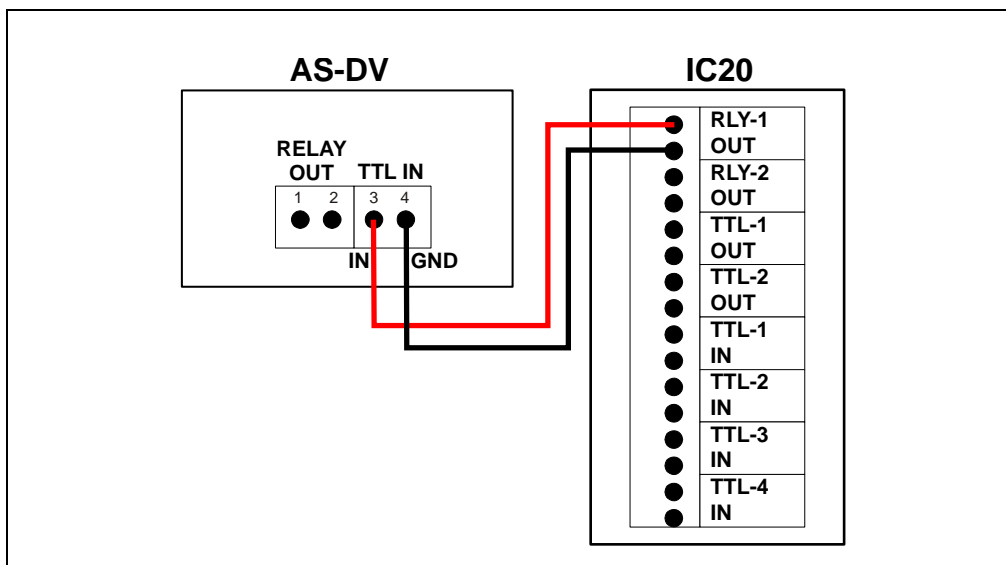 AS-DV
IC20
RELAY
OUT
TTL IN
1 2 3 4
IN GND
RLY-1
OUT
RLY-2
OUT
TTL-1
OUT
TTL-2
OUT
TTL-1
IN
TTL-2
IN
TTL-3
IN
TTL-4
IN